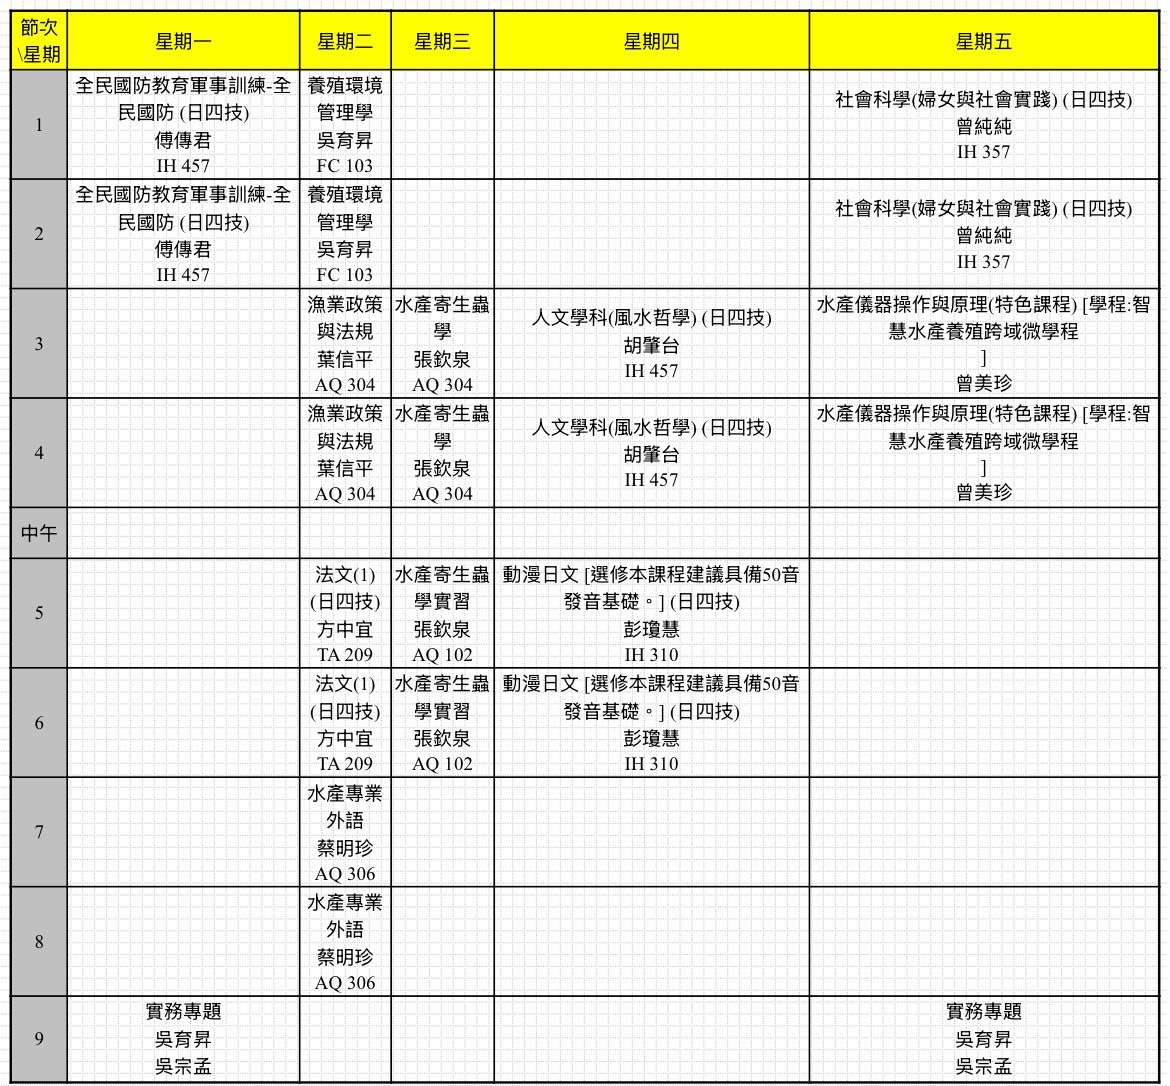 節次
\星期
星期一
星期二
星期三
星期四
星期五
1
全民國防教育軍事訓練-全
民國防 (日四技)
傅傳君
IH 457
養殖環境
管理學
吳育昇
FC 103
社會科學(婦女與社會實踐) (日四技)
曾純純
IH 357
2
全民國防教育軍事訓練-全
民國防 (日四技)
傅傳君
IH 457
養殖環境
管理學
吳育昇
FC 103
社會科學(婦女與社會實踐) (日四技)
曾純純
IH 357
3
漁業政策
與法規
葉信平
AQ 304
水產寄生蟲
學
張欽泉
AQ 304
人文學科(風水哲學) (日四技)
胡肇台
IH 457
水產儀器操作與原理(特色課程) [學程:智
慧水產養殖跨域微學程
]
曾美珍
4
漁業政策
與法規
葉信平
AQ 304
水產寄生蟲
學
張欽泉
AQ 304
人文學科(風水哲學) (日四技)
胡肇台
IH 457
水產儀器操作與原理(特色課程) [學程:智
慧水產養殖跨域微學程
]
曾美珍
中午
5
法文(1)
(日四技)
方中宜
TA 209
水產寄生蟲
學實習
張欽泉
AQ 102
動漫日文 [選修本課程建議具備50音
發音基礎。] (日四技)
彭瓊慧
IH 310
6
法文(1)
(日四技)
方中宜
TA 209
水產寄生蟲
學實習
張欽泉
AQ 102
動漫日文 [選修本課程建議具備50音
發音基礎。] (日四技)
彭瓊慧
IH 310
7
水產專業
外語
蔡明珍
AQ 306
8
水產專業
外語
蔡明珍
AQ 306
9
實務專題
吳育昇
吳宗孟
實務專題
吳育昇
吳宗孟